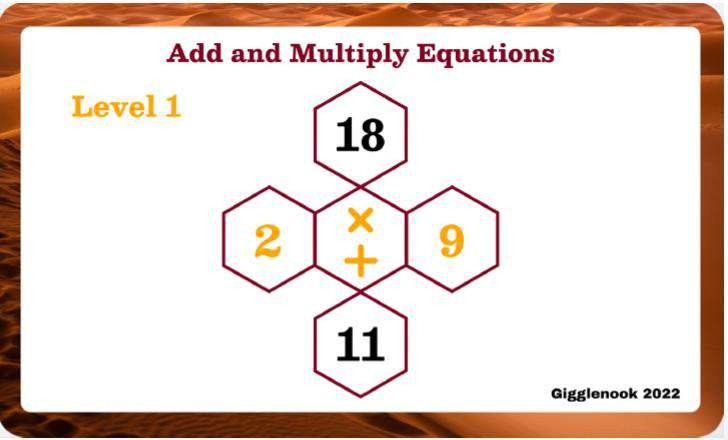 Add and Multiply Equations
Level 1
18
2 × 9
+
11
Gigglenook 2022